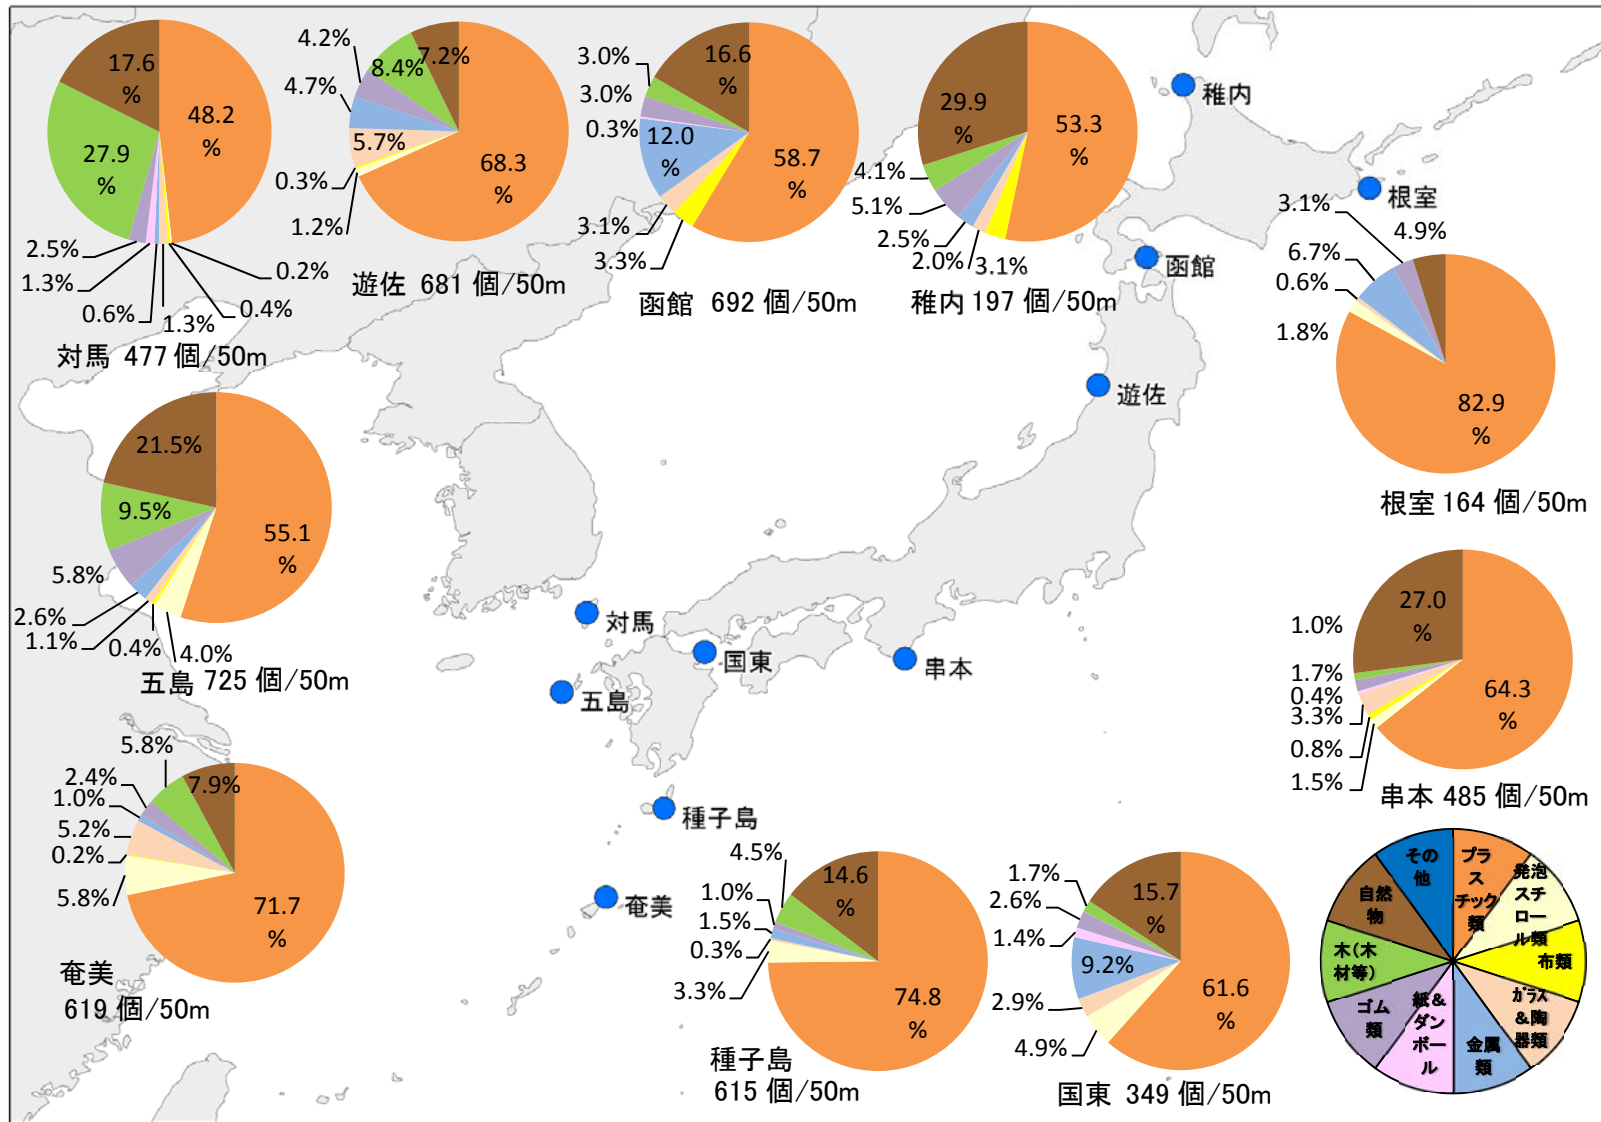 17.6
%
48.2
%
27.9
%
2.5%
1.3%
0.6%
1.3%
0.4%
0.2%
対馬 477 個/50m
4.2%
8.4%
7.2%
4.7%
5.7%
0.3%
1.2%
68.3
%
遊佐 681 個/50m
3.0%
16.6
%
3.0%
0.3%
12.0
%
58.7
%
3.1%
3.3%
函館 692 個/50m
29.9
%
53.3
%
4.1%
5.1%
2.5%
2.0%
3.1%
稚内 197 個/50m
稚内
根室
函館
遊佐
3.1%
4.9%
6.7%
0.6%
1.8%
82.9
%
根室 164 個/50m
21.5%
9.5%
55.1
%
5.8%
2.6%
1.1%
0.4%
4.0%
五島 725 個/50m
対馬
国東
串本
五島
種子島
奄美
27.0
%
1.0%
1.7%
0.4%
3.3%
0.8%
1.5%
64.3
%
串本 485 個/50m
5.8%
7.9%
2.4%
1.0%
5.2%
0.2%
5.8%
71.7
%
奄美
619 個/50m
4.5%
14.6
%
1.0%
1.5%
0.3%
3.3%
74.8
%
種子島
615 個/50m
1.7%
15.7
%
2.6%
1.4%
9.2%
2.9%
4.9%
61.6
%
国東 349 個/50m
プラ
ス
チック
類
発泡
スチ
ロー
ル類
布類
ガラス
&陶
器類
金属
類
紙&
ダン
ボー
ル
ゴム
類
木(木
材等)
自然
物
その
他